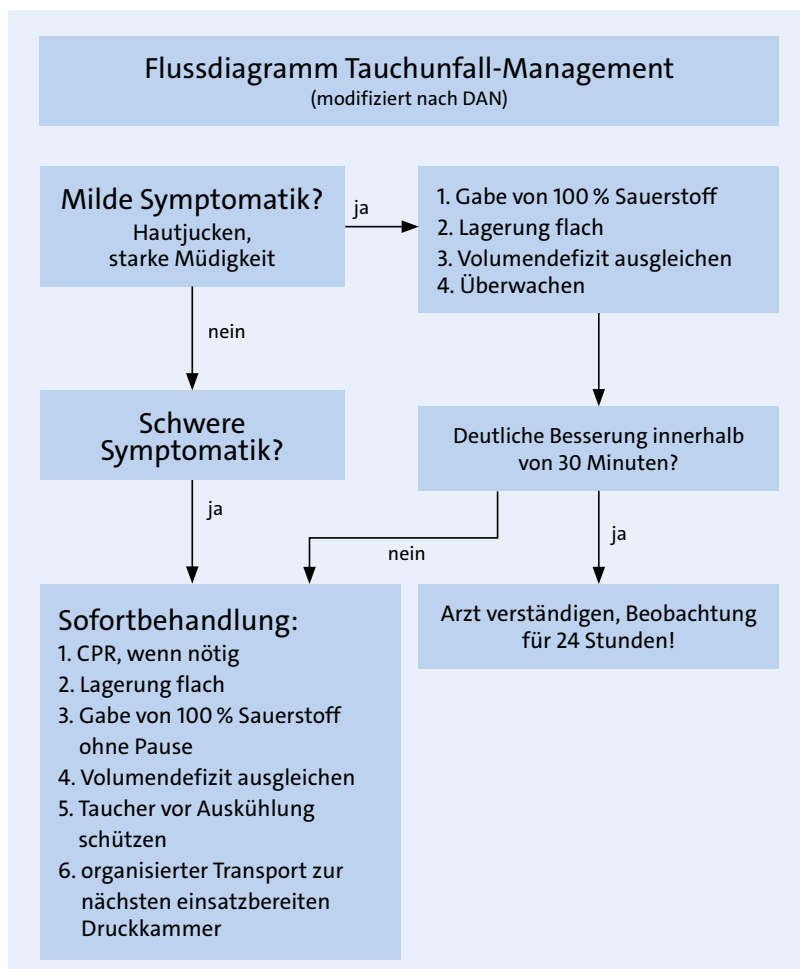 Flussdiagramm Tauchunfall-Management
(modifiziert nach DAN)
Milde Symptomatik?
Hautjucken,
starke Müdigkeit
ja
1. Gabe von 100 % Sauerstoff
2. Lagerung flach
3. Volumendefizit ausgleichen
4. Überwachen
nein
Schwere
Symptomatik?
Deutliche Besserung innerhalb
von 30 Minuten?
ja
nein
ja
Sofortbehandlung:
1. CPR, wenn nötig
2. Lagerung flach
3. Gabe von 100 % Sauerstoff
ohne Pause
4. Volumendefizit ausgleichen
5. Taucher vor Auskühlung
schützen
6. organisierter Transport zur
nächsten einsatzbereiten
Druckkammer
Arzt verständigen, Beobachtung
für 24 Stunden!